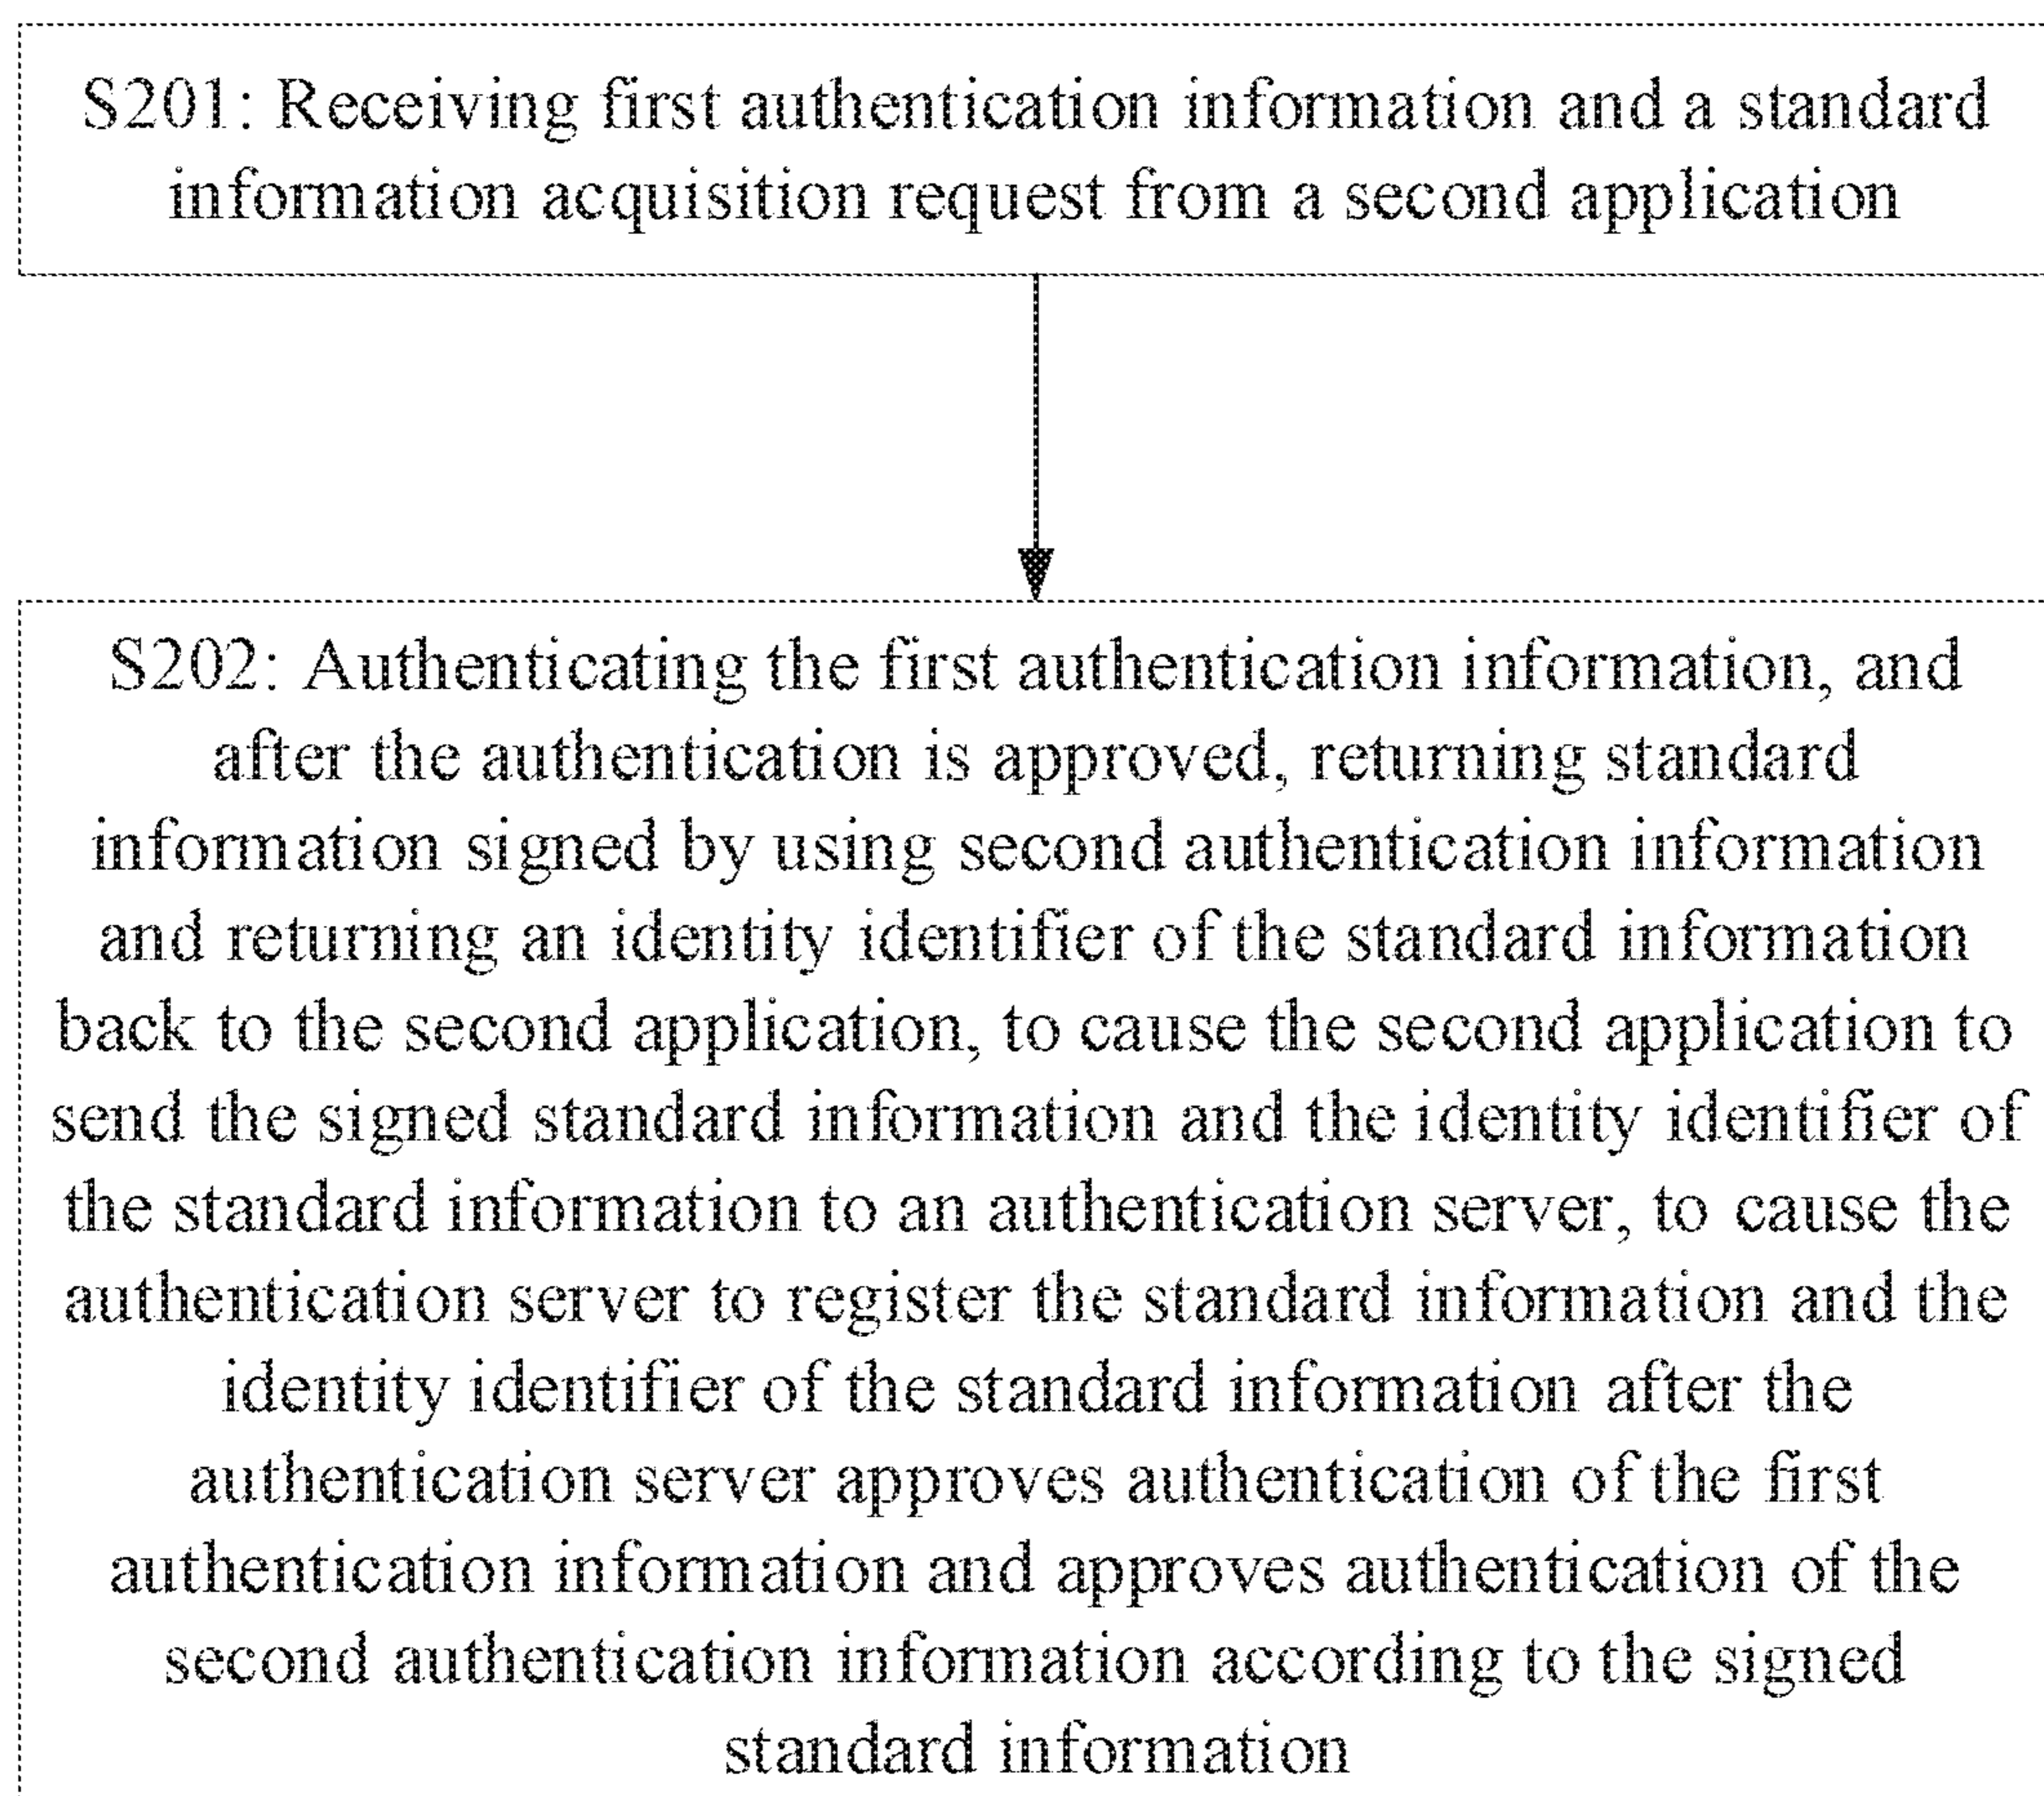 S201: Receiving first authentication information and a standard
information acquisition request from a second application
S202: Authenticating the first authentication information, and
after the authentication is approved, returning standard
information signed by using second authentication information
and returning an identity identifier of the standard information
back to the second application, to cause the second application to
send the signed standard information and the identity identifier of
the standard information to an authentication server, to cause the
authentication server to register the standard information and the
identity identifier of the standard information after the
authentication server approves authentication of the first
authentication information and approves authentication of the
second authentication information according to the signed
standard information